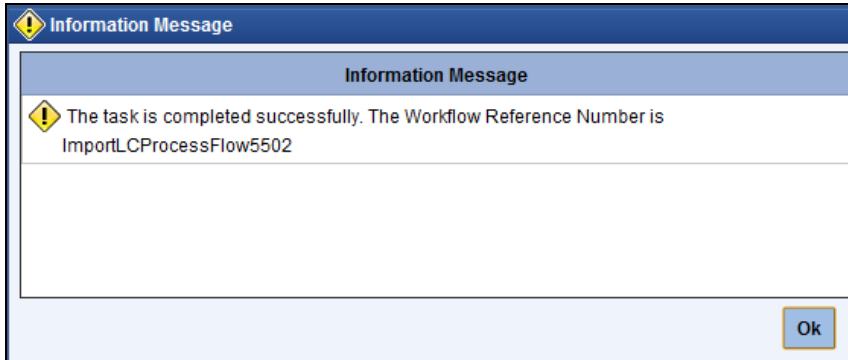 Information Message
Information Message
The task is completed successfully. The Workflow Reference Number is
ImportLCProcessFlow5502
Ok